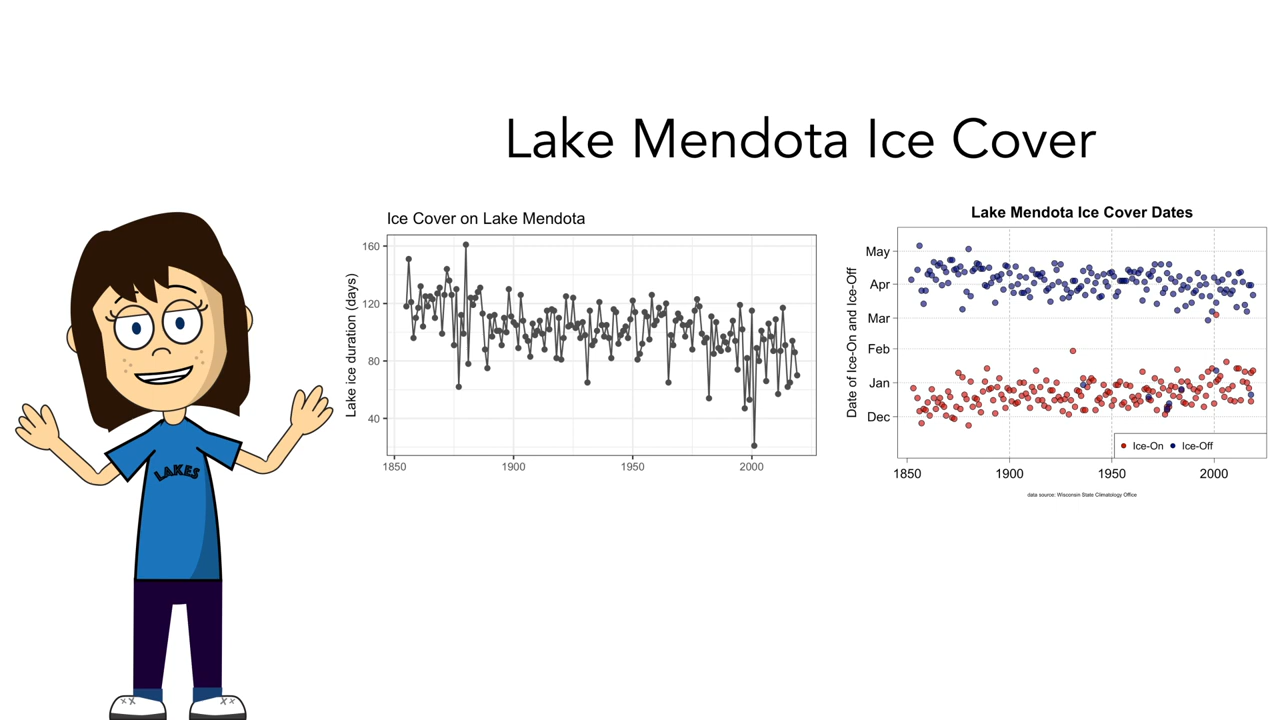 Lake Mendota Ice Cover
Ice Cover on Lake Mendota
Lake ice duration (days)
160
120
80
40
1850 1900 1950 2000
Lake Mendota Ice Cover Dates
Date of Ice-On and Ice-Off
May
Apr
Mar
Feb
Jan
Dec
Ice-On Ice-Off
1850 1900 1950 2000
data source: Wisconsin State Climatology Office
LAKES